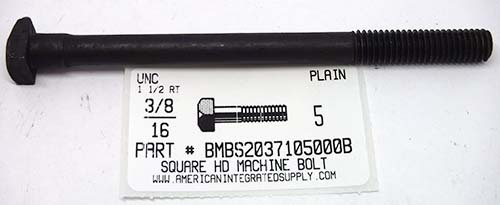 UNC PLAIN
1 1/2 RT
3/8 5
16
PART # BMBS2037105000B
SQUARE HD MACHINE BOLT
WWW.AMERICANINTEGRATEDSUPPLY.COM